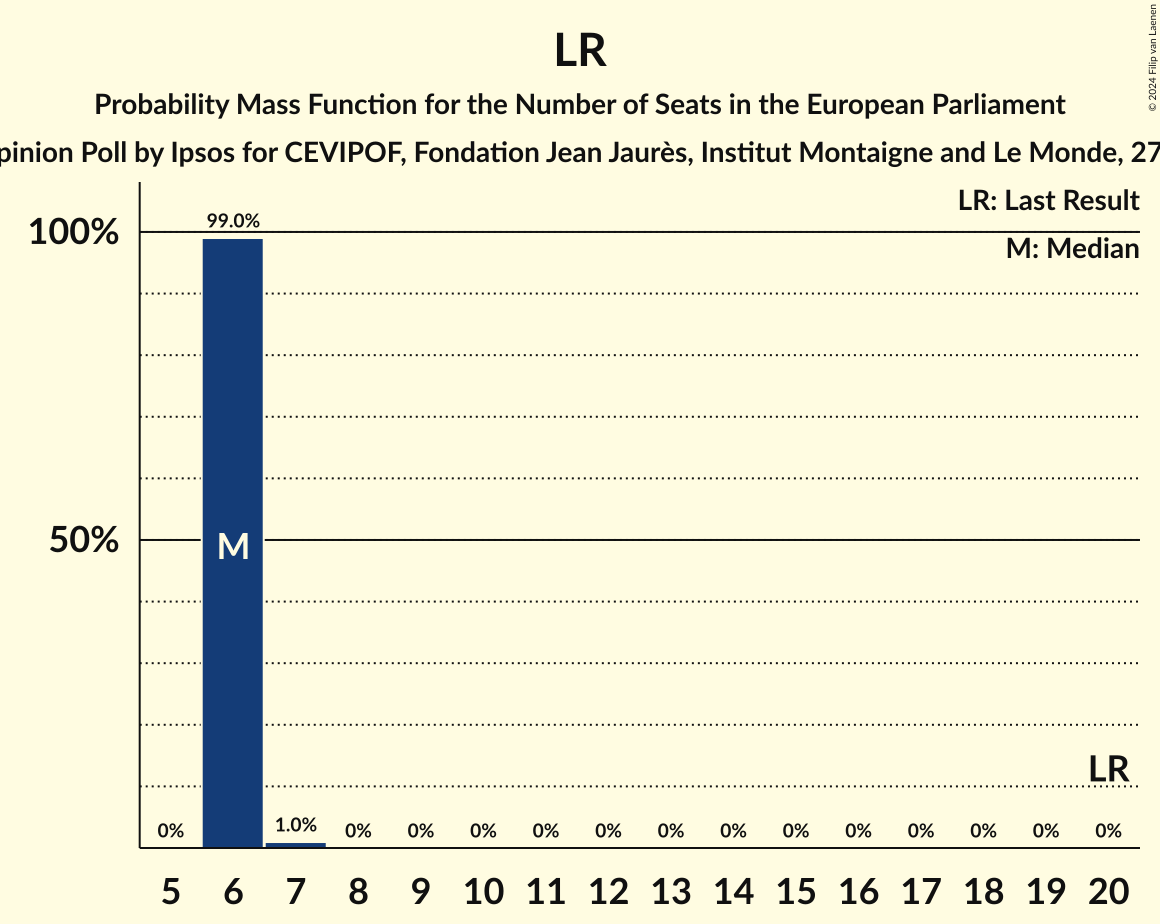 LR
Probability Mass Function for the Number of Seats in the European Parliament
pinion Poll by Ipsos for CEVIPOF, Fondation Jean Jaurès, Institut Montaigne and Le Monde, 27
© 2024 Filip van Laenen
LR: Last Result
M: Median
100%
50%
99.0%
M
LR
0% 1.0% 0% 0% 0% 0% 0% 0% 0% 0% 0% 0% 0% 0% 0%
5 6 7 8 9 10 11 12 13 14 15 16 17 18 19 20